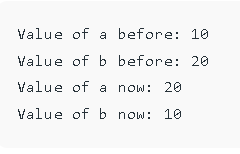 Value of a before: 10
Value of b before: 20
Value of a now: 20
Value of b now: 10